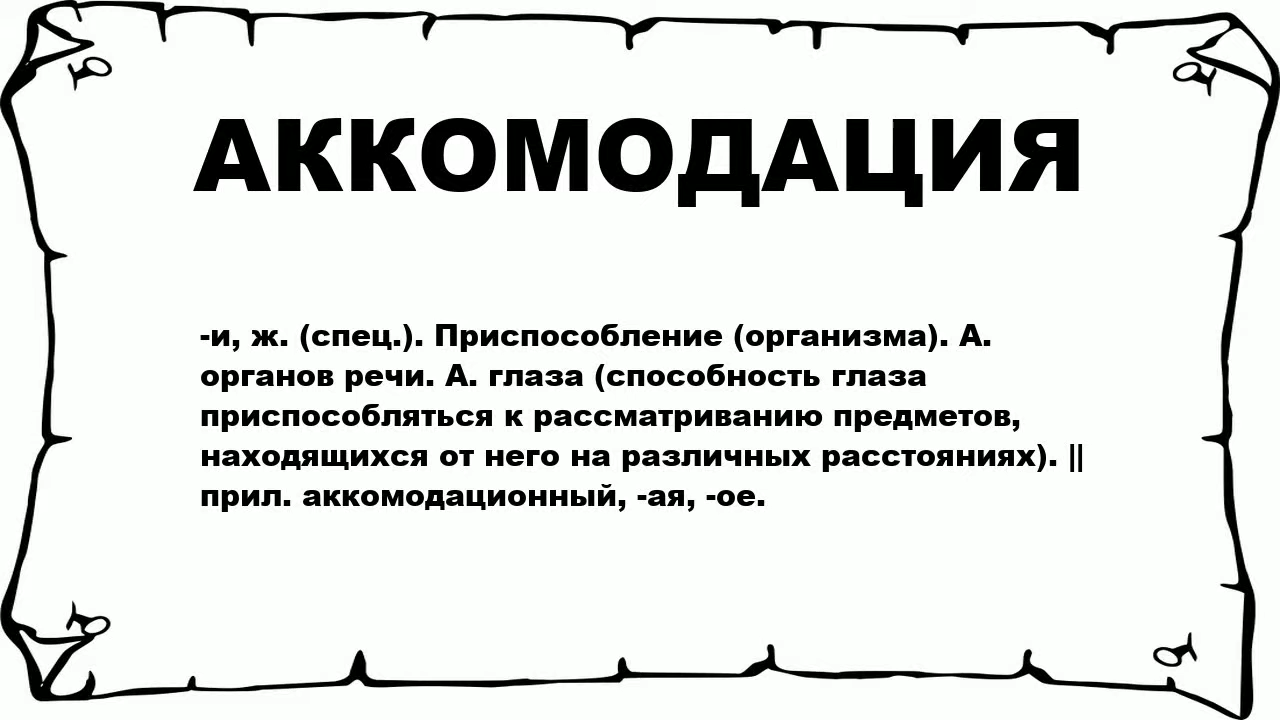 АККОМОДАЦИЯ
-и, ж. (спец.). Приспособление (организма). А.
органов речи. А. глаза (способность глаза
приспособляться к рассматриванию предметов,
находящихся от него на различных расстояниях). ||
прил. аккомодационный, -ая, -ое.